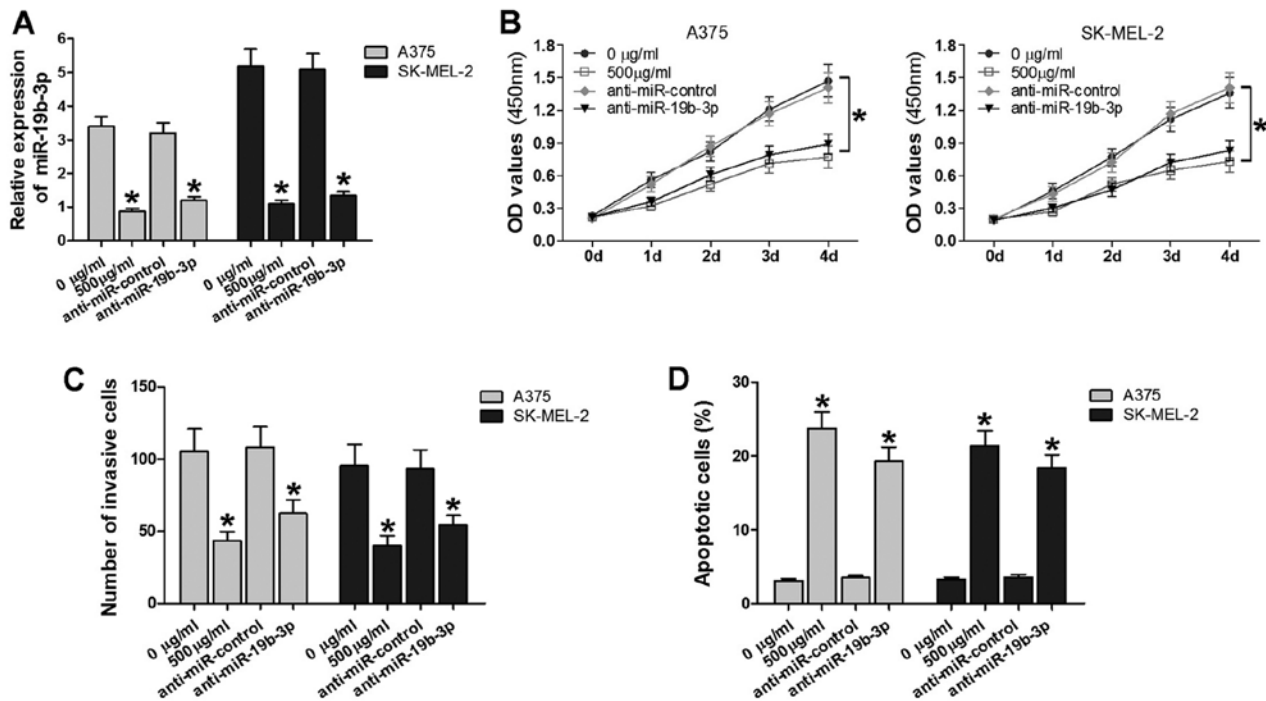 A
Relative expression
of miR-19b-3p
6
5
4
3
2
1
0
A375
SK-MEL-2
*
*
*
*
0 μg/ml
500μg/ml
anti-miR-control
anti-miR-19b-3p
0 μg/ml
500μg/ml
anti-miR-control
anti-miR-19b-3p
B
A375
OD values (450nm)
1.8
1.5
1.2
0.9
0.6
0.3
0.0
0 μg/ml
500μg/ml
anti-miR-control
anti-miR-19b-3p
*
0d 1d 2d 3d 4d
SK-MEL-2
OD values (450nm)
1.8
1.5
1.2
0.9
0.6
0.3
0.0
0 μg/ml
500μg/ml
anti-miR-control
anti-miR-19b-3p
*
0d 1d 2d 3d 4d
C
Number of invasive cells
150
100
50
0
A375
SK-MEL-2
*
*
*
*
0 μg/ml
500μg/ml
anti-miR-control
anti-miR-19b-3p
0 μg/ml
500μg/ml
anti-miR-control
anti-miR-19b-3p
D
Apoptotic cells (%)
30
20
10
0
A375
SK-MEL-2
*
*
*
*
0 μg/ml
500μg/ml
anti-miR-control
anti-miR-19b-3p
0 μg/ml
500μg/ml
anti-miR-control
anti-miR-19b-3p